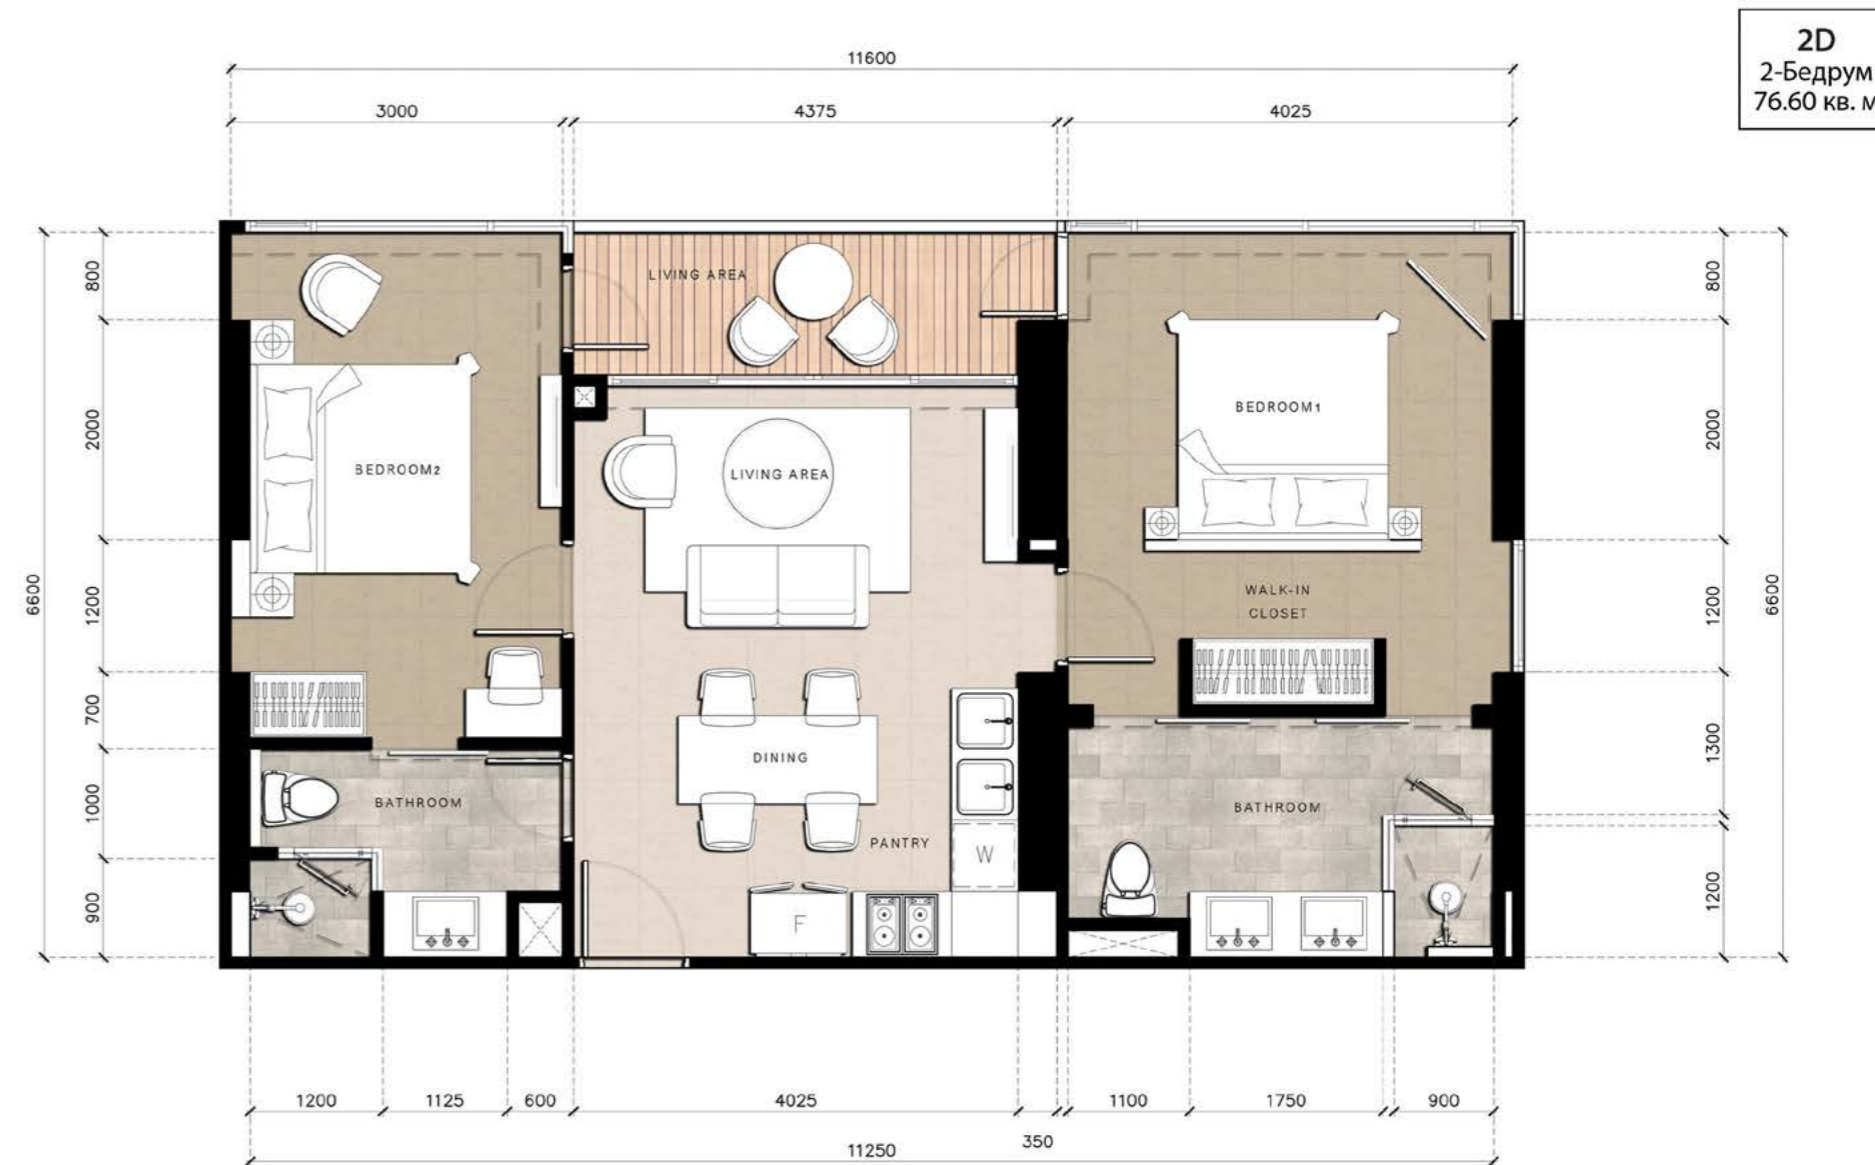 2D
2-Бедрум
76.60 кв. м
11600
3000
4375
4025
800
2000
1200
700
1000
900
6600
LIVING AREA
BEDROOM2
LIVING AREA
BEDROOM1
WALK-IN
CLOSET
DINING
BATHROOM
PANTRY
W
F
BATHROOM
800
2000
1200
1300
1200
6600
1200
1125
600
4025
350
1100
1750
900
11250